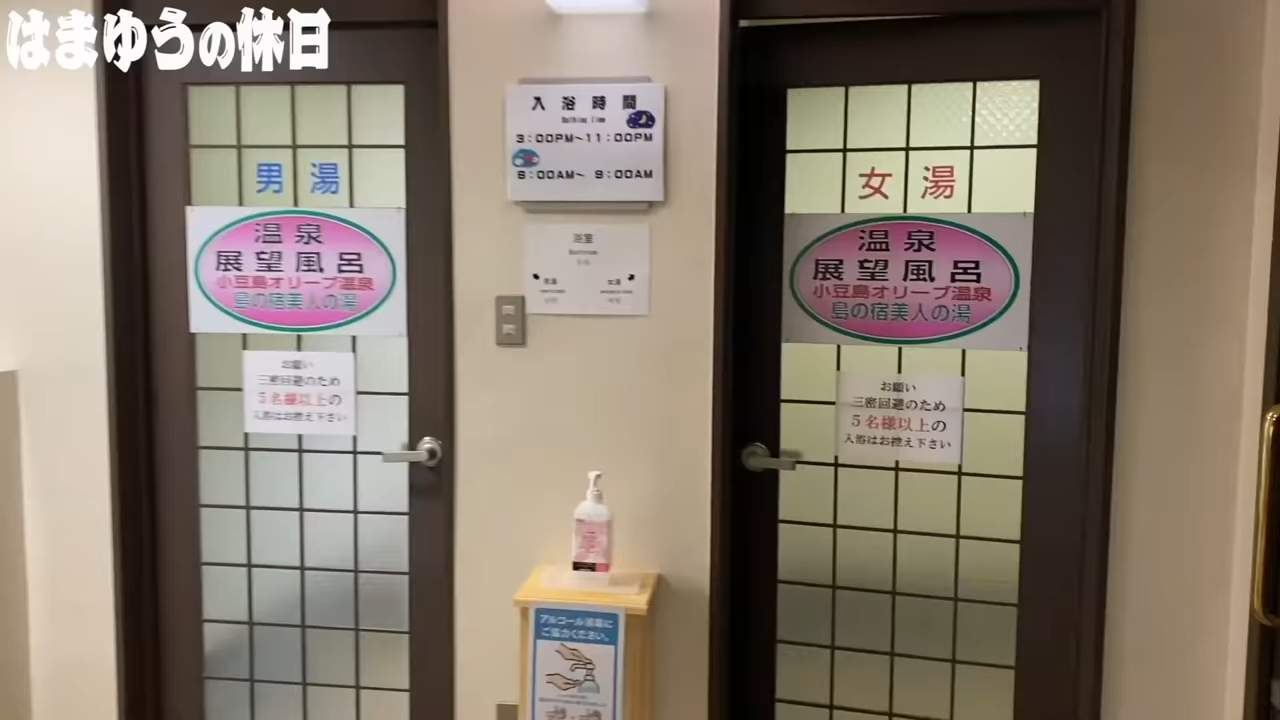 はまゆうの休日
男湯
温泉
展望風呂
小豆島オリーブ温泉
島の宿美人の湯
お願い
三密回避のため
5名様以上の
入浴はお控え下さい
入浴時間
Bathing time
3:00PM~11:00PM
6:00AM~ 9:00AM
浴室
男湯
女湯
アルコール消毒に
ご協力ください。
女湯
温泉
展望風呂
小豆島オリーブ温泉
島の宿美人の湯
お願い
三密回避のため
5名様以上の
入浴はお控え下さい